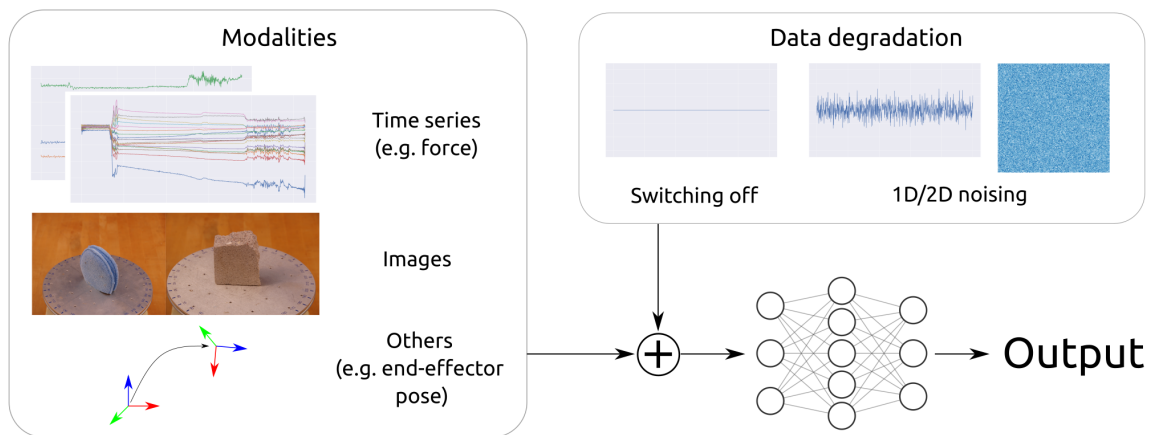 Modalities
Time series
(e.g. force)
Images
Others
(e.g. end-effector
pose)
Data degradation
Switching off
1D/2D noising
Output